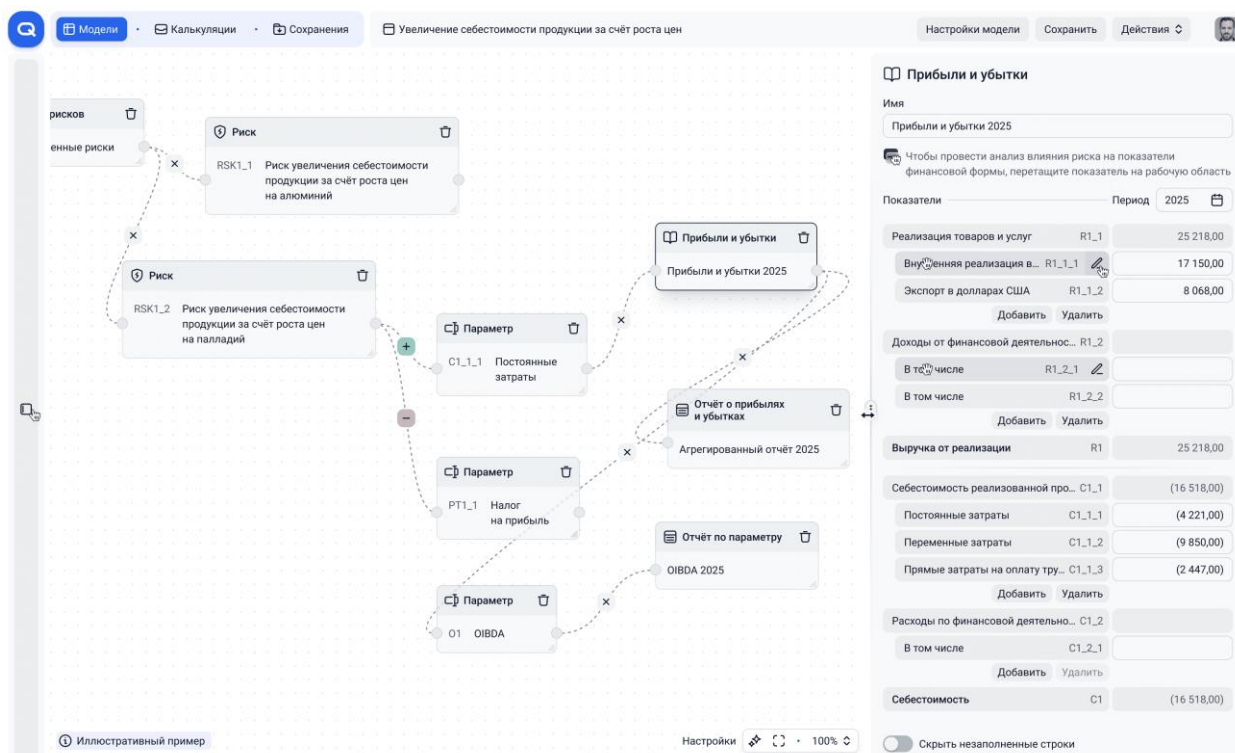 Модели · Калькуляции · Сохранения
Увеличение себестоимости продукции за счёт роста цен
Настройки модели Сохранить Действия
рисков
енные риски
Риск
RSK1_1 Риск увеличения себестоимости
продукции за счёт роста цен
на алюминий
Риск
RSK1_2 Риск увеличения себестоимости
продукции за счёт роста цен
на палладий
Параметр
C1_1_1 Постоянные
затраты
Параметр
PT1_1 Налог
на прибыль
Параметр
O1 OIBDA
Прибыли и убытки
Прибыли и убытки 2025
Отчёт о прибылях
и убытках
Агрегированный отчёт 2025
Отчёт по параметру
OIBDA 2025
Иллюстративный пример
Настройки · 100%
Прибыли и убытки
Имя
Прибыли и убытки 2025
Чтобы провести анализ влияния риска на показатели
финансовой формы, перетащите показатель на рабочую область
Показатели Период 2025
Реализация товаров и услуг R1_1 25 218,00
реализация в... R1_1_1 17 150,00
Экспорт в долларах США R1_1_2 8 068,00
Добавить Удалить
Доходы от финансовой деятельнос... R1_2
В том числе R1_2_1
В том числе R1_2_2
Добавить Удалить
Выручка от реализации R1 25 218,00
Себестоимость реализованной про... C1_1 (16 518,00)
Постоянные затраты C1_1_1 (4 221,00)
Переменные затраты C1_1_2 (9 850,00)
Прямые затраты на оплату тру... C1_1_3 (2 447,00)
Добавить Удалить
Расходы по финансовой деятельно... C1_2
В том числе C1_2_1
Добавить Удалить
Себестоимость C1 (16 518,00)
Скрыть незаполненные строки